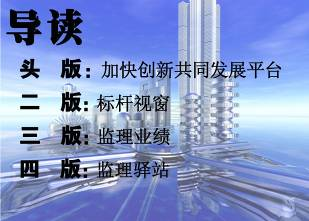 导读
头 版：加快创新共同发展平台
二 版：标杆视窗
三 版：监理业绩
四 版：监理驿站